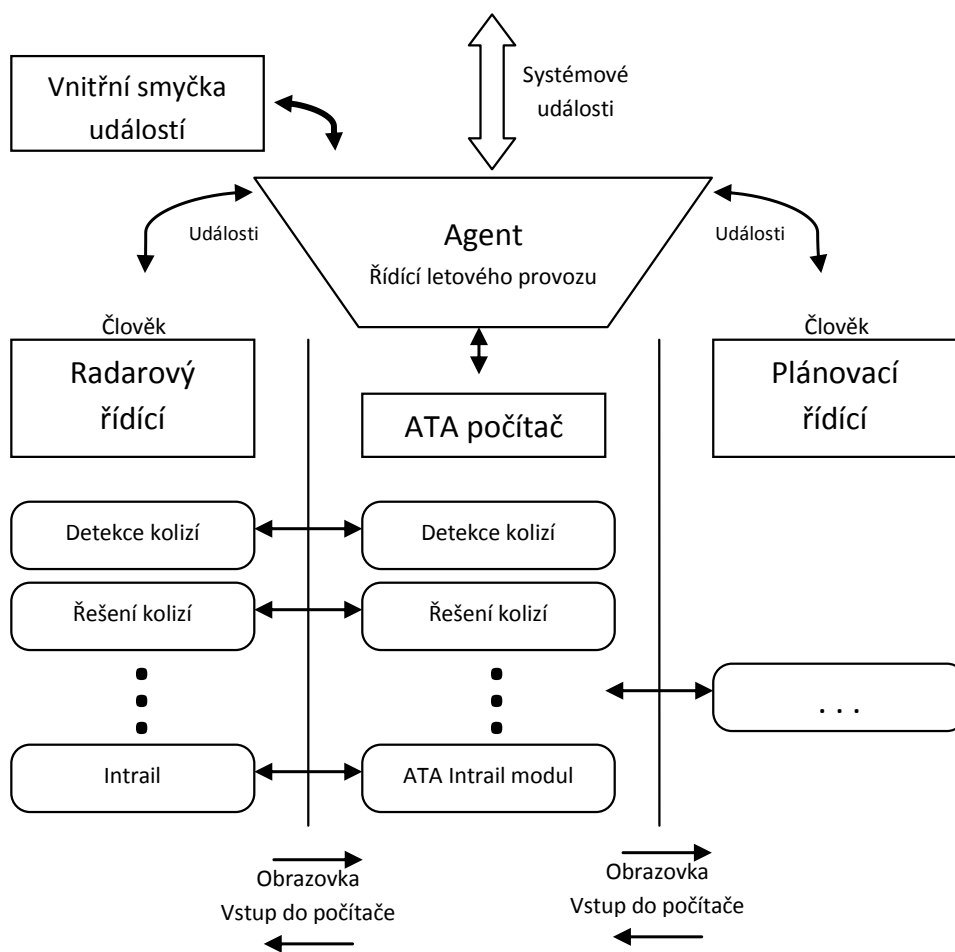 Systémové
události
Vnitřní smyčka
událostí
Události
Agent
Řídící letového provozu
Události
Člověk
Radarový
řídící
ATA počítač
Člověk
Plánovací
řídící
Detekce kolizí
Detekce kolizí
Řešení kolizí
Řešení kolizí
. . .
Intrail
ATA Intrail modul
Obrazovka
Vstup do počítače
Obrazovka
Vstup do počítače